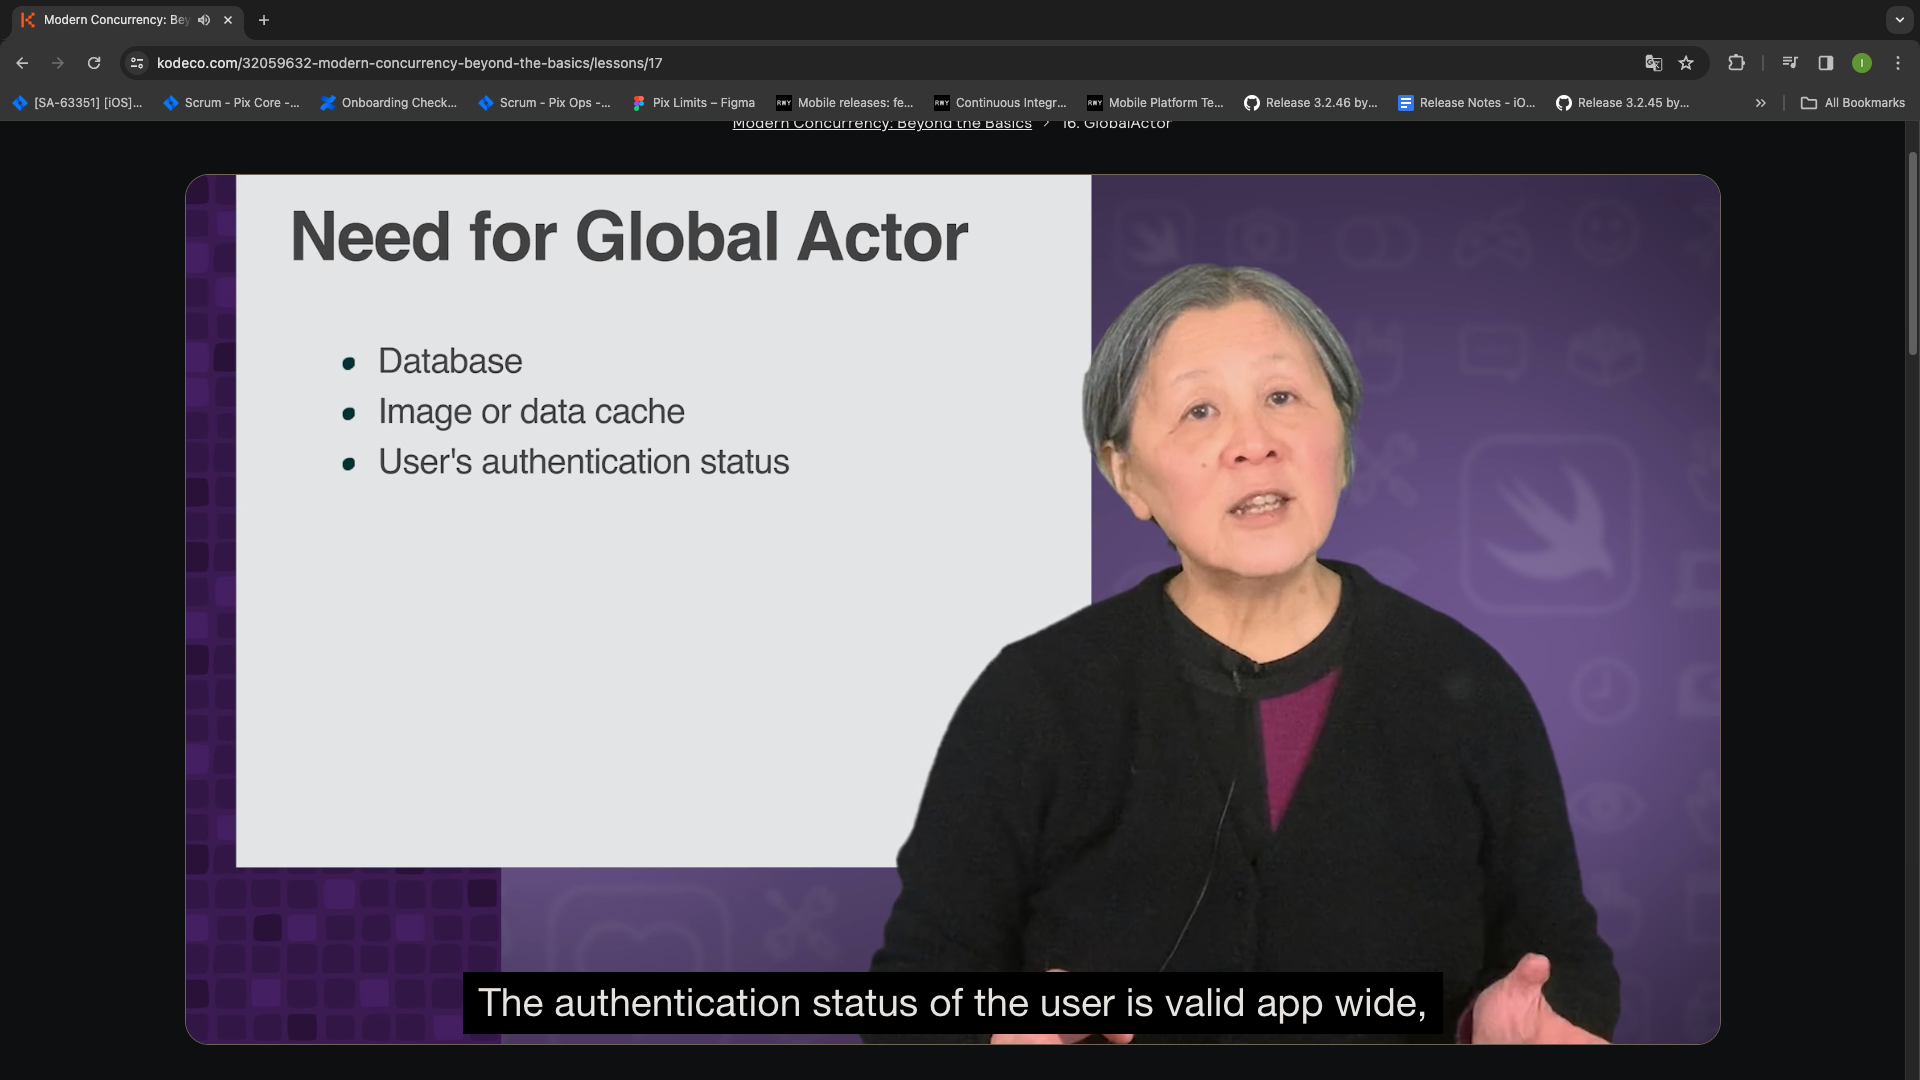 Modern Concurrency: Bey
kodeco.com/32059632-modern-concurrency-beyond-the-basics/lessons/17
[SA-63351] [iOS]...
Scrum - Pix Core -...
Onboarding Check...
Scrum - Pix Ops -...
Pix Limits – Figma
RWY
Mobile releases: fe...
RWY
Continuous Integr...
RWY
Mobile Platform Te...
Release 3.2.46 by...
Release Notes - iO...
Release 3.2.45 by...
»
All Bookmarks
I
Modern Concurrency: Beyond the Basics › 16. GlobalActor
Need for Global Actor
• Database
• Image or data cache
• User's authentication status
The authentication status of the user is valid app wide,